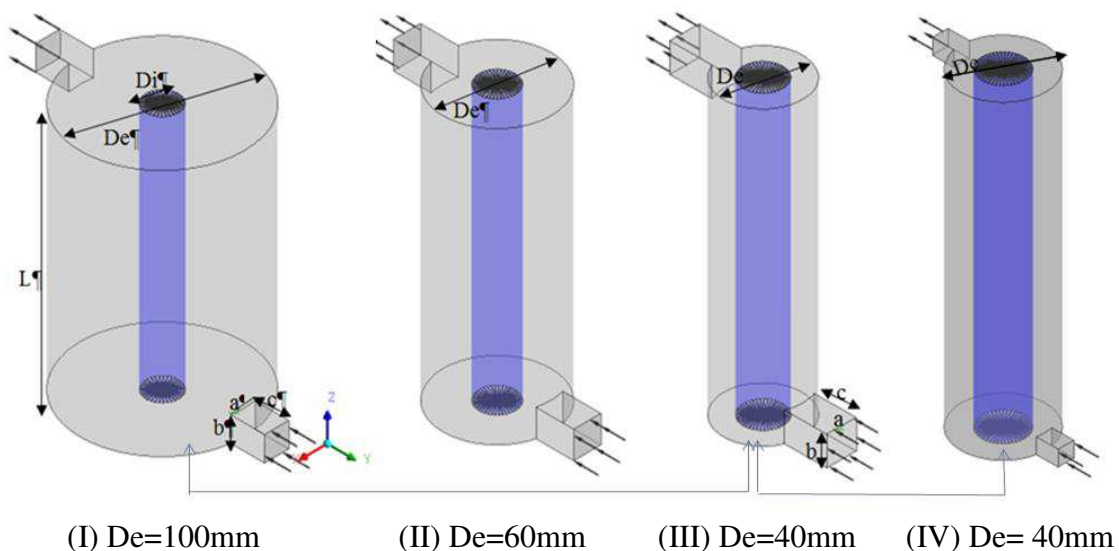 Di¶
De¶
L¶
a¶
c¶
b¶
Z
Y
De¶
De
c
a
b
De
(I) De=100mm
(II) De=60mm
(III) De=40mm
(IV) De= 40mm